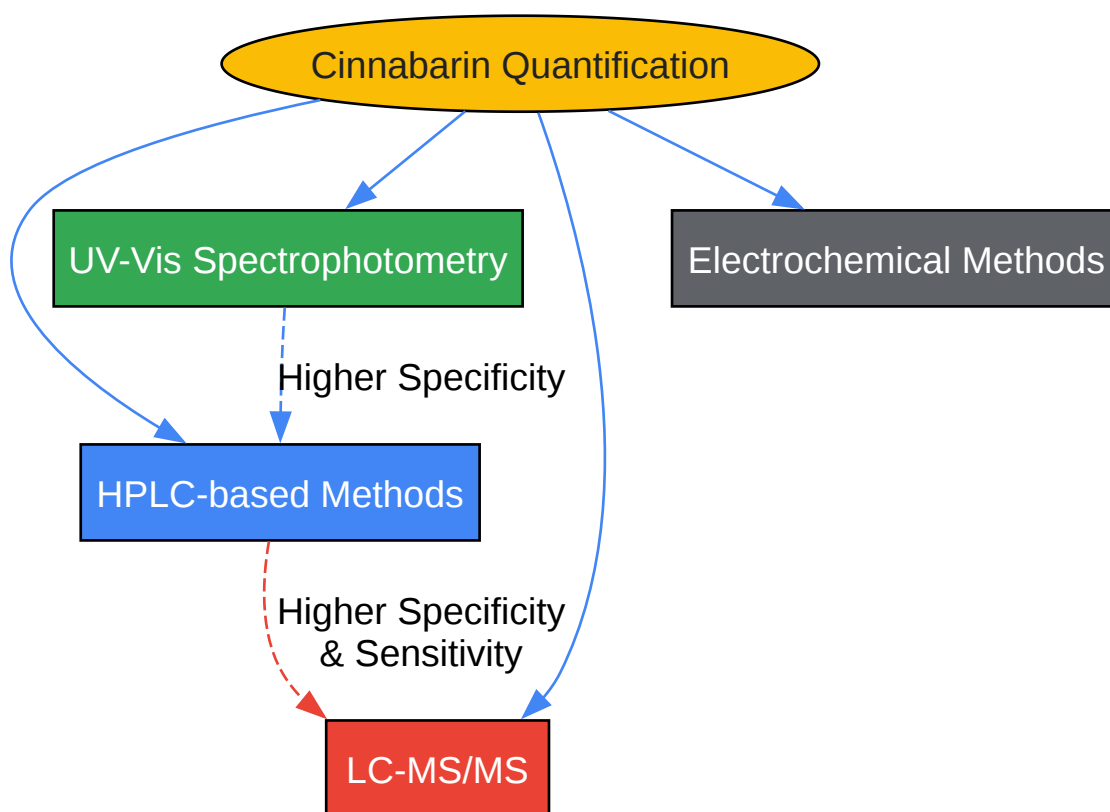 Cinnabarin Quantification
UV-Vis Spectrophotometry
Electrochemical Methods
Higher Specificity
HPLC-based Methods
Higher Specificity
& Sensitivity
LC-MS/MS